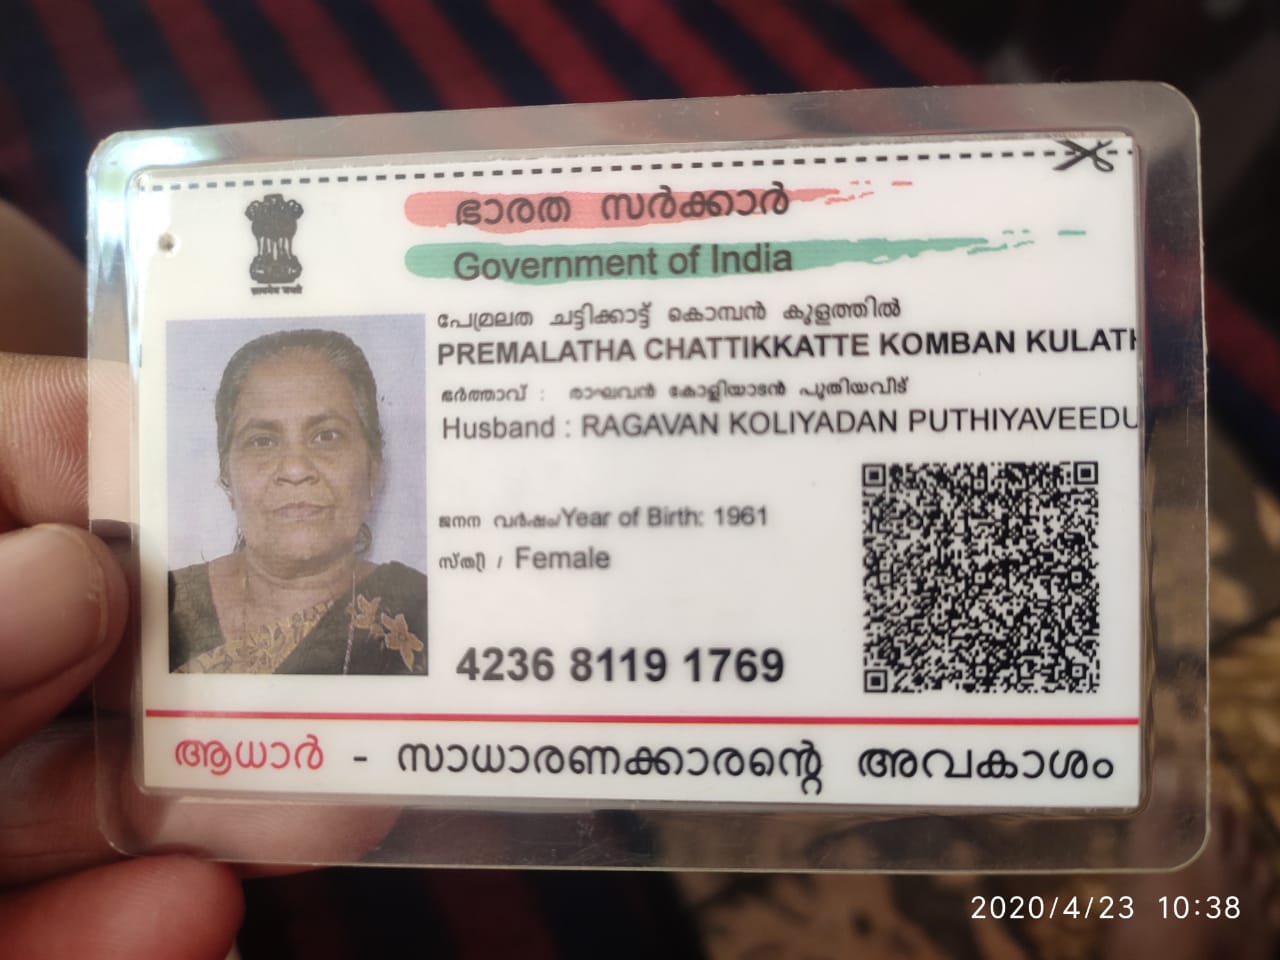 ഭാരത സർക്കാർ
Government of India
പ്രേമലത ചട്ടിക്കാട്ട് കൊമ്പൻ കുളത്തിൽ
PREMALATHA CHATTIKKATTE KOMBAN KULATH
ഭർത്താവ് : രാഘവൻ കോളിയാടൻ പുതിയവീട്
Husband : RAGAVAN KOLIYADAN PUTHIYAVEEDU
ജനന വർഷം/Year of Birth: 1961
സ്ത്രീ / Female
4236 8119 1769
ആധാർ - സാധാരണക്കാരന്റെ അവകാശം
2020/4/23 10:38